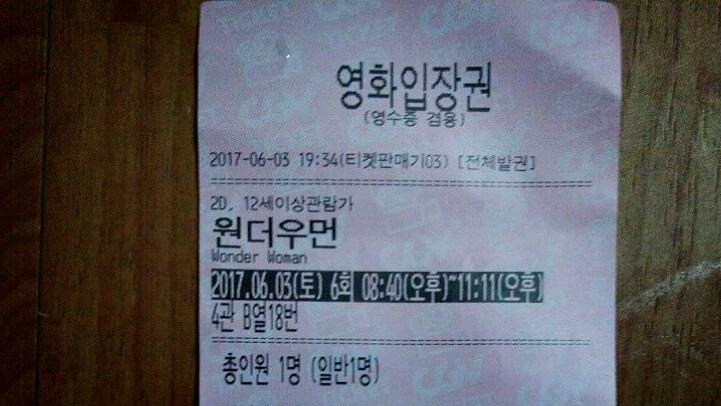 영화입장권
(영수증 겸용)
2017-06-03 19:34(티켓판매기03) [전체발권]
2D, 12세이상관람가
원더우먼
Wonder Woman
2017.06.03(토) 6회 08:40(오후)~11:11(오후)
4관 B열18번
총인원 1명 (일반1명)